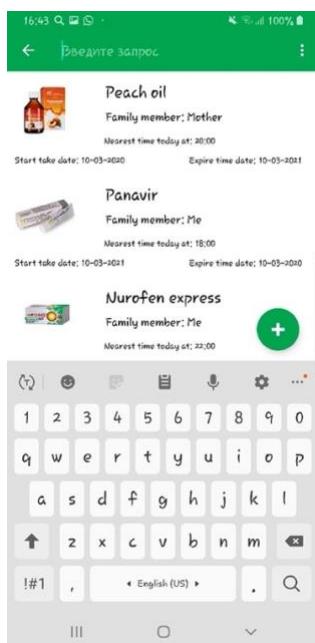 16:43 100%
Введите запрос
Peach oil
Family member: Mother
Nearest time today at: 20:00
Start take date: 10-03-2020 Expire time date: 10-03-2021
Panavir
Family member: Me
Nearest time today at: 18:00
Start take date: 10-03-2021 Expire time date: 10-03-2020
Nurofen express
Family member: Me
Nearest time today at: 22:00
+
1 2 3 4 5 6 7 8 9 0
q w e r t y u i o p
a s d f g h j k l
z x c v b n m
!#1 , English (US) .